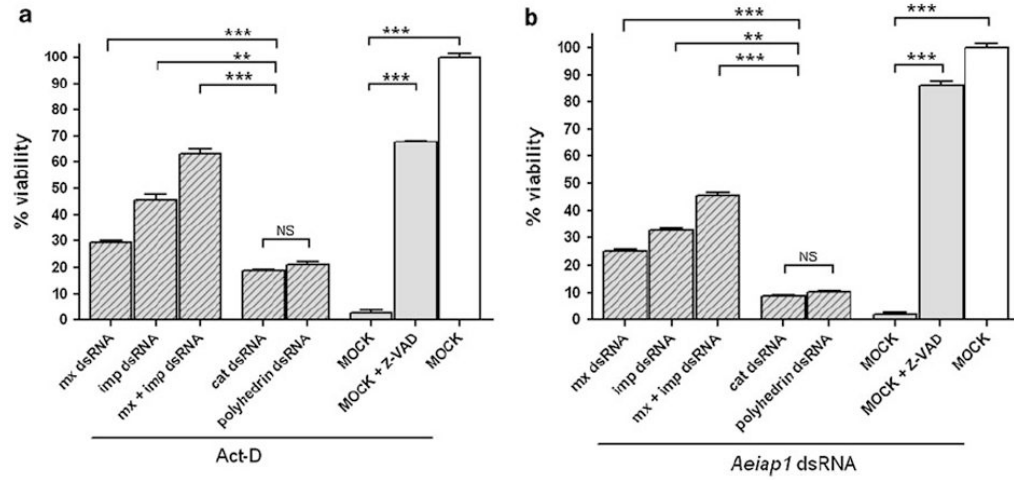 a
***
**
***
***
***
NS
% viability
100
90
80
70
60
50
40
30
20
10
0
mx dsRNA
imp dsRNA
mx + imp dsRNA
cat dsRNA
polyhedrin dsRNA
MOCK
MOCK + Z-VAD
MOCK
Act-D
b
***
**
***
***
***
NS
% viability
100
90
80
70
60
50
40
30
20
10
0
mx dsRNA
imp dsRNA
mx + imp dsRNA
cat dsRNA
polyhedrin dsRNA
MOCK
MOCK + Z-VAD
MOCK
Aeiap1 dsRNA